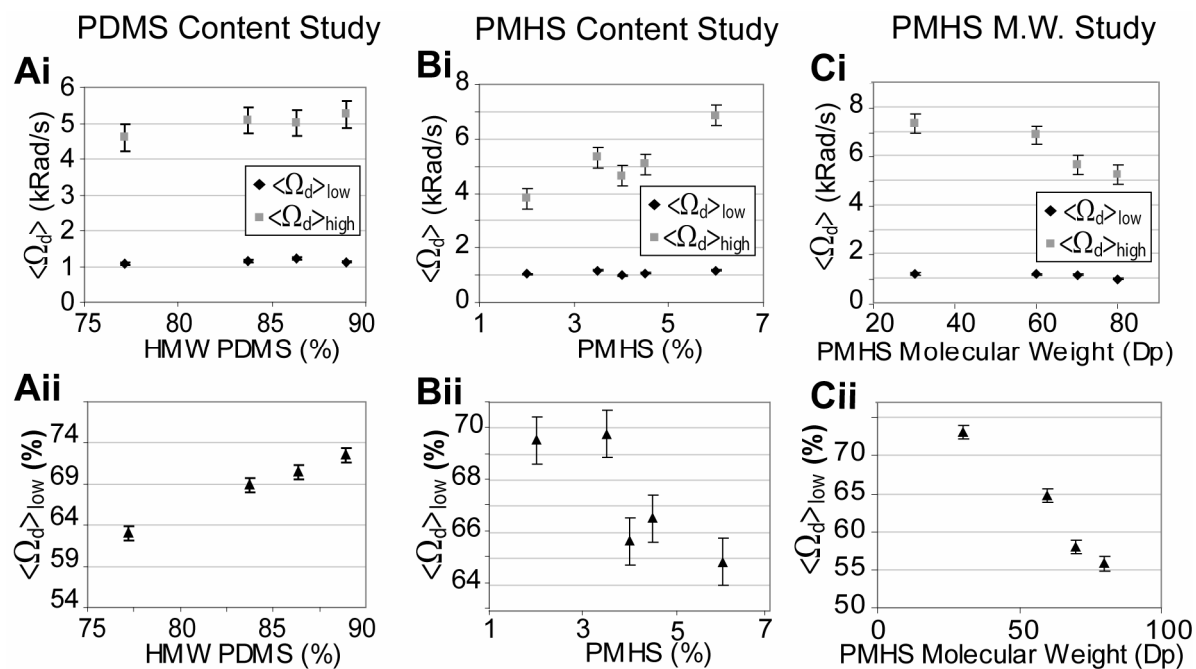 PDMS Content Study
PMHS Content Study
PMHS M.W. Study
Ai
<Ωd> (kRad/s)
6
5
4
3
2
1
0
<Ωd>low
<Ωd>high
75 80 85 90
HMW PDMS (%)
Bi
<Ωd> (kRad/s)
8
6
4
2
0
<Ωd>low
<Ωd>high
1 3 5 7
PMHS (%)
Ci
<Ωd> (kRad/s)
8
6
4
2
0
<Ωd>low
<Ωd>high
20 40 60 80
PMHS Molecular Weight (Dp)
Aii
<Ωd>low (%)
74
69
64
59
54
75 80 85 90
HMW PDMS (%)
Bii
<Ωd>low (%)
70
68
66
64
1 3 5 7
PMHS (%)
Cii
<Ωd>low (%)
70
65
60
55
50
0 50 100
PMHS Molecular Weight (Dp)